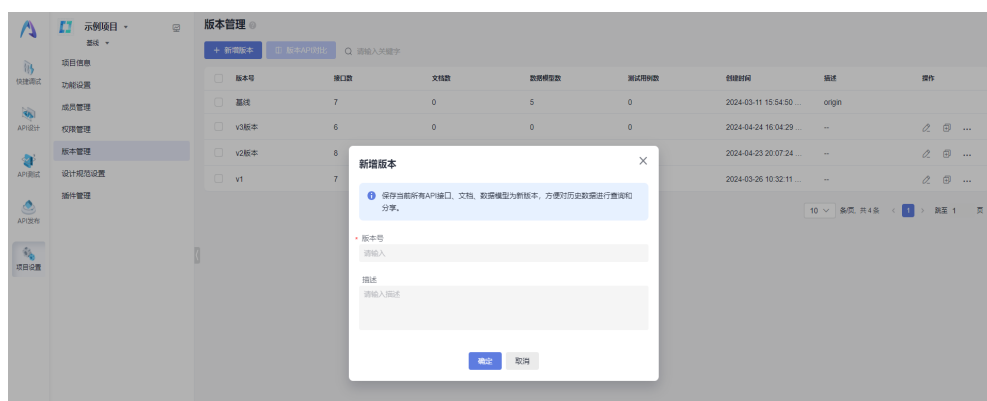 示例项目
基线
快捷调试
API设计
API测试
API发布
项目设置
项目信息
功能设置
成员管理
权限管理
版本管理
设计规范设置
插件管理
版本管理
+ 新增版本
版本API对比
请输入关键字
版本号 接口数 文档数 数据模型数 测试用例数 创建时间 描述 操作
基线 7 0 5 0 2024-03-11 15:54:50 ... origin
v3版本 6 0 0 0 2024-04-24 16:04:29 ... -- ...
v2版本 8 2024-04-23 20:07:24 ... -- ...
v1 7 2024-03-26 10:32:11 ... -- ...
10 条/页, 共 4 条 1 跳至 1 页
新增版本
保存当前所有API接口、文档、数据模型为新版本，方便对历史数据进行查询和
分享。
* 版本号
请输入
描述
请输入描述
确定 取消